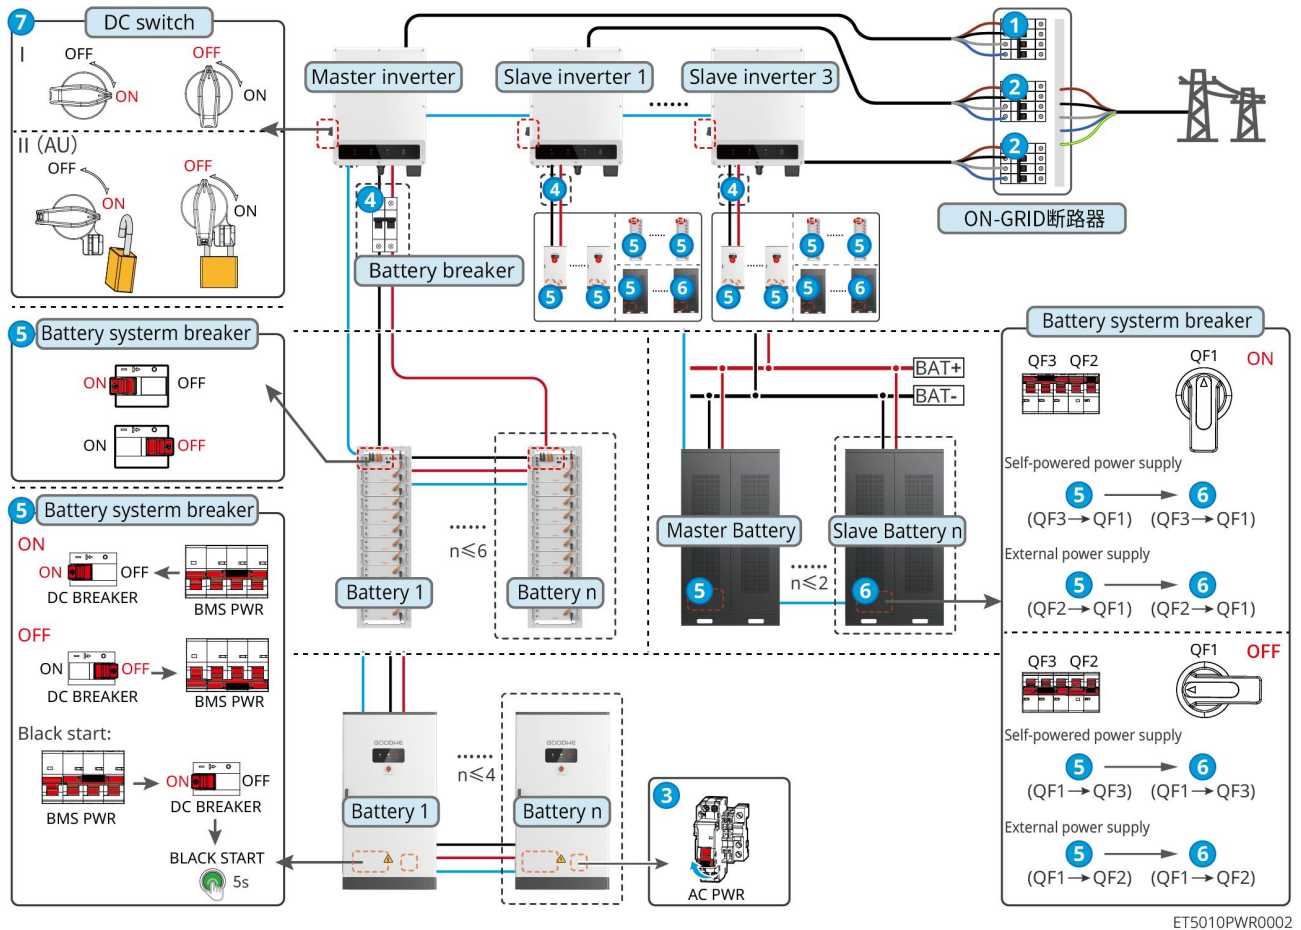 7
DC switch
I
OFF
ON
OFF
ON
II (AU)
OFF
ON
OFF
ON
Master inverter
Slave inverter 1
Slave inverter 3
......
1
2
2
ON-GRID断路器
4
Battery breaker
4
4
5
......
5
5
......
5
5
......
6
5
......
5
5
......
5
5
......
6
5
Battery systerm breaker
ON
OFF
ON
OFF
5
Battery systerm breaker
ON
ON
OFF
DC BREAKER
BMS PWR
OFF
ON
OFF
DC BREAKER
BMS PWR
Black start:
BMS PWR
ON
OFF
DC BREAKER
BLACK START
5s
......
n≤6
Battery 1
Battery n
BAT+
BAT-
Master Battery
Slave Battery n
......
n≤2
5
6
GOODWE
GOODWE
......
n≤4
Battery 1
Battery n
3
AC PWR
Battery systerm breaker
QF3
QF2
QF1
ON
Self-powered power supply
5
6
(QF3→QF1)
(QF3→QF1)
External power supply
5
6
(QF2→QF1)
(QF2→QF1)
QF3
QF2
QF1
OFF
Self-powered power supply
5
6
(QF1→QF3)
(QF1→QF3)
External power supply
5
6
(QF1→QF2)
(QF1→QF2)
ET5010PWR0002